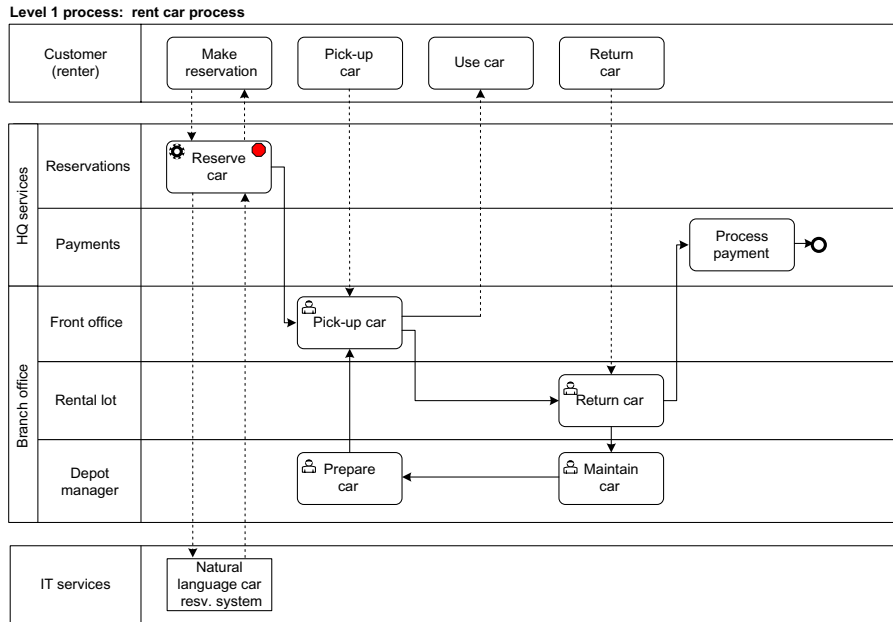 Level 1 process: rent car process
Customer
(renter)
Make
reservation
Pick-up
car
Use car
Return
car
HQ services
Reservations
Reserve
car
Payments
Process
payment
Branch office
Front office
Pick-up car
Rental lot
Return car
Depot
manager
Prepare
car
Maintain
car
IT services
Natural
language car
resv. system